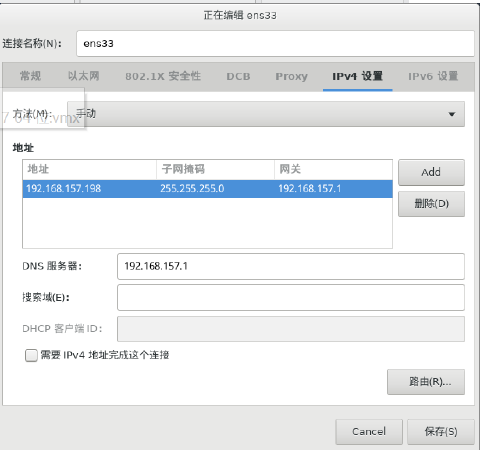 正在编辑 ens33
连接名称(N): ens33
常规 以太网 802.1X 安全性 DCB Proxy IPv4 设置 IPv6 设置
方法(M): 手动
7 64 位.vmx
地址
地址 子网掩码 网关
192.168.157.198 255.255.255.0 192.168.157.1
Add
删除(D)
DNS 服务器: 192.168.157.1
搜索域(E):
DHCP 客户端 ID:
需要 IPv4 地址完成这个连接
路由(R)...
Cancel 保存(S)